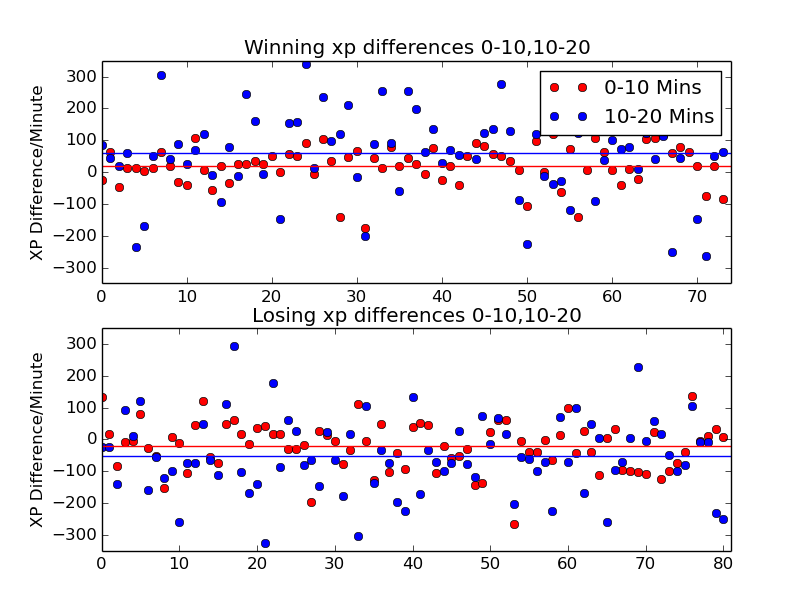 Winning xp differences 0-10,10-20
XP Difference/Minute
300
200
100
0
−100
−200
−300
0-10 Mins
10-20 Mins
0 10 20 30 40 50 60 70
Losing xp differences 0-10,10-20
XP Difference/Minute
300
200
100
0
−100
−200
−300
0 10 20 30 40 50 60 70 80